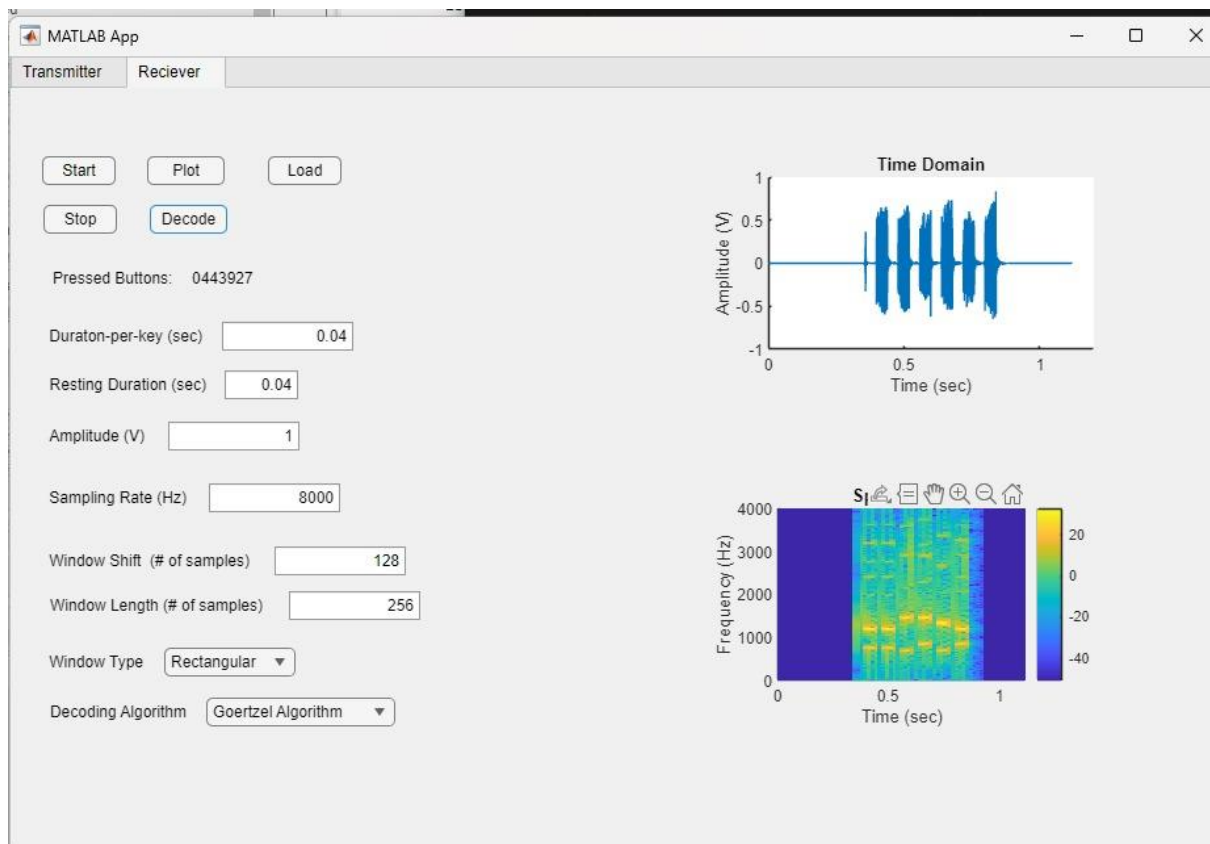 MATLAB App
Transmitter Reciever
Start Plot Load
Stop Decode
Pressed Buttons: 0443927
Duraton-per-key (sec) 0.04
Resting Duration (sec) 0.04
Amplitude (V) 1
Sampling Rate (Hz) 8000
Window Shift (# of samples) 128
Window Length (# of samples) 256
Window Type Rectangular
Decoding Algorithm Goertzel Algorithm
Time Domain
Amplitude (V)
1
0.5
0
-0.5
-1
0 0.5 1
Time (sec)
Frequency (Hz)
4000
3000
2000
1000
0
0 0.5 1
Time (sec)
20
0
-20
-40